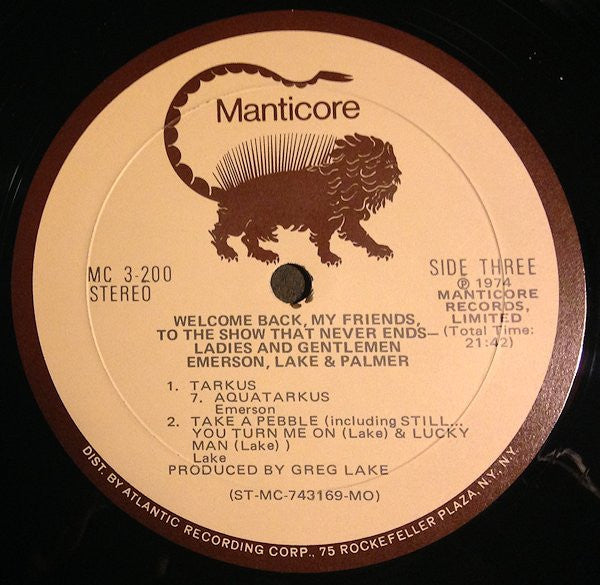 Manticore
MC 3-200
STEREO
SIDE THREE
℗ 1974
MANTICORE
RECORDS,
LIMITED
(Total Time:
21:42)
WELCOME BACK, MY FRIENDS,
TO THE SHOW THAT NEVER ENDS—
LADIES AND GENTLEMEN
EMERSON, LAKE & PALMER
1. TARKUS
7. AQUATARKUS
Emerson
2. TAKE A PEBBLE (including STILL...
YOU TURN ME ON (Lake) & LUCKY
MAN (Lake) )
Lake
PRODUCED BY GREG LAKE
(ST-MC-743169-MO)
DIST. BY ATLANTIC RECORDING CORP., 75 ROCKEFELLER PLAZA, N.Y., N.Y.